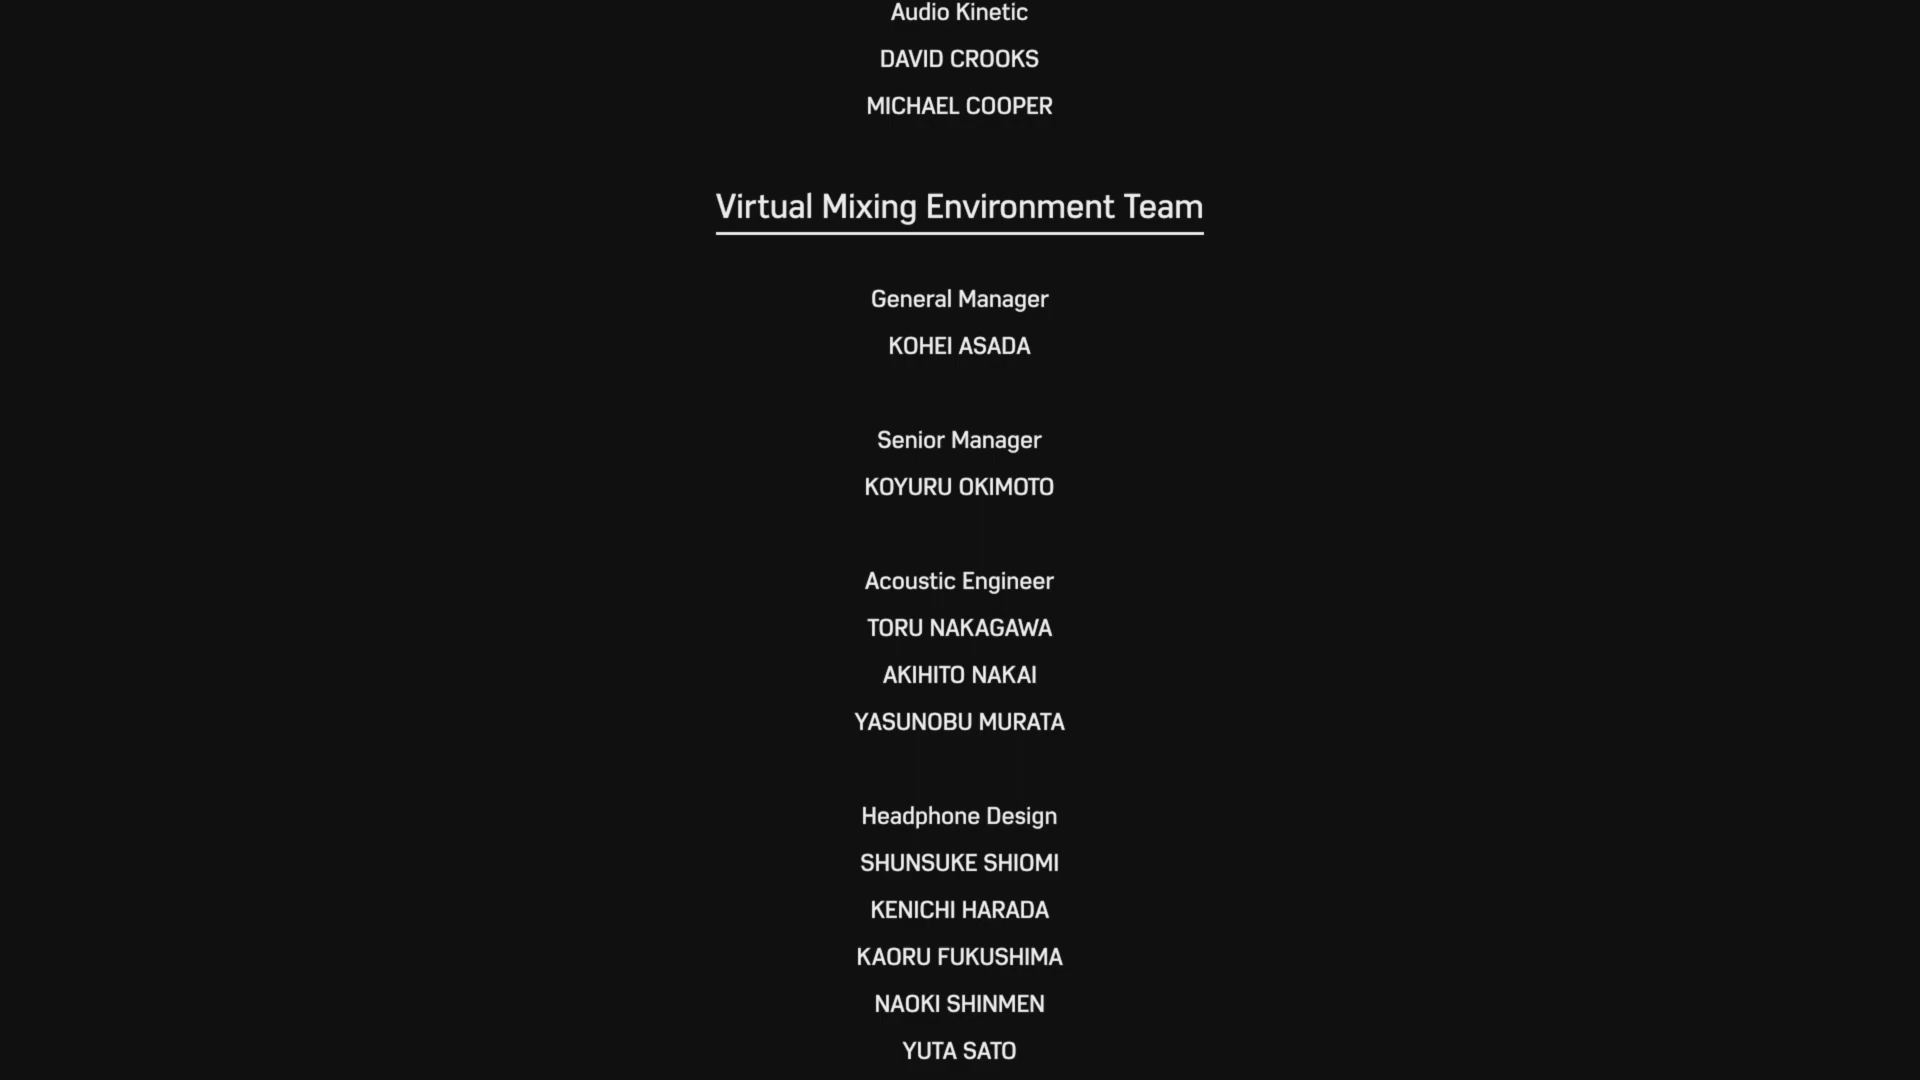 Audio Kinetic
DAVID CROOKS
MICHAEL COOPER
Virtual Mixing Environment Team
General Manager
KOHEI ASADA
Senior Manager
KOYURU OKIMOTO
Acoustic Engineer
TORU NAKAGAWA
AKIHITO NAKAI
YASUNOBU MURATA
Headphone Design
SHUNSUKE SHIOMI
KENICHI HARADA
KAORU FUKUSHIMA
NAOKI SHINMEN
YUTA SATO